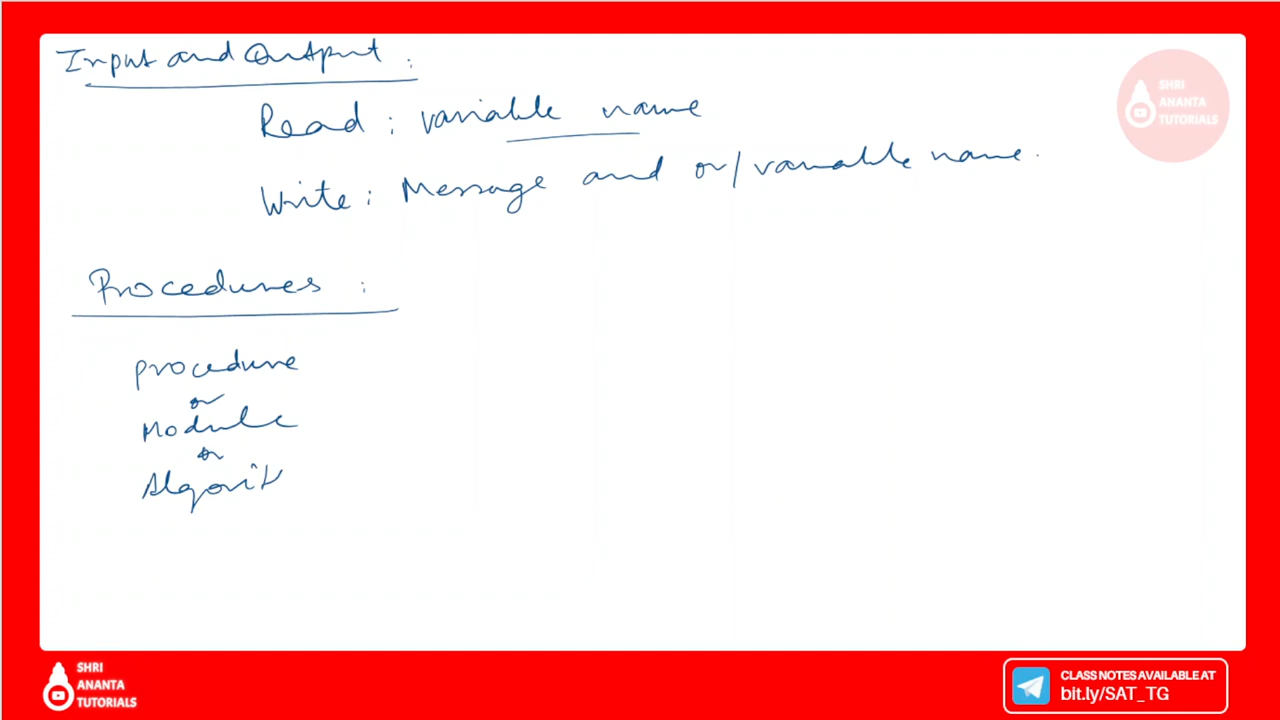 Input and Output :
Read : variable name
Write : Message and or/variable name.
Procedures :
procedure
or
Module
or
Algorit
SHRI
ANANTA
TUTORIALS
SHRI
ANANTA
TUTORIALS
CLASS NOTES AVAILABLE AT
bit.ly/SAT_TG